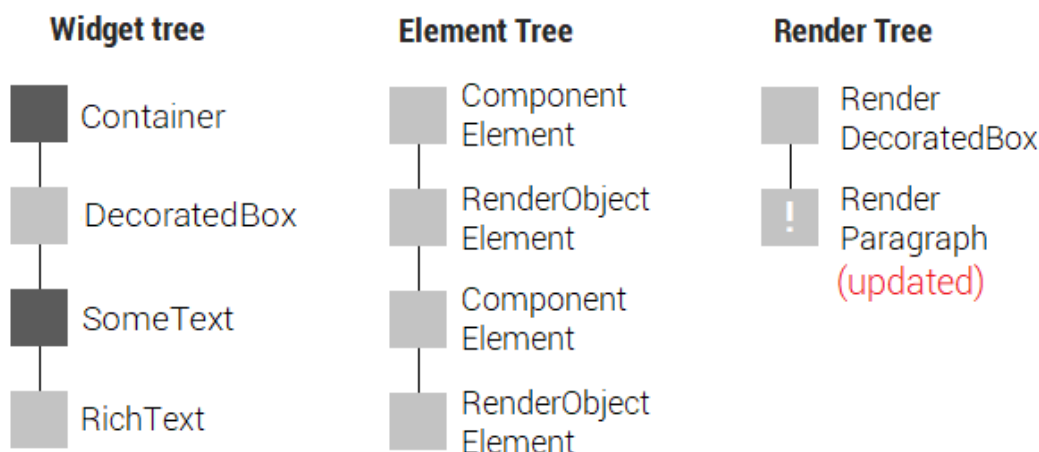 Widget tree
Element Tree
Render Tree
Container
Component
Element
Render
DecoratedBox
DecoratedBox
RenderObject
Element
!
Render
Paragraph
(updated)
SomeText
Component
Element
RichText
RenderObject
Element